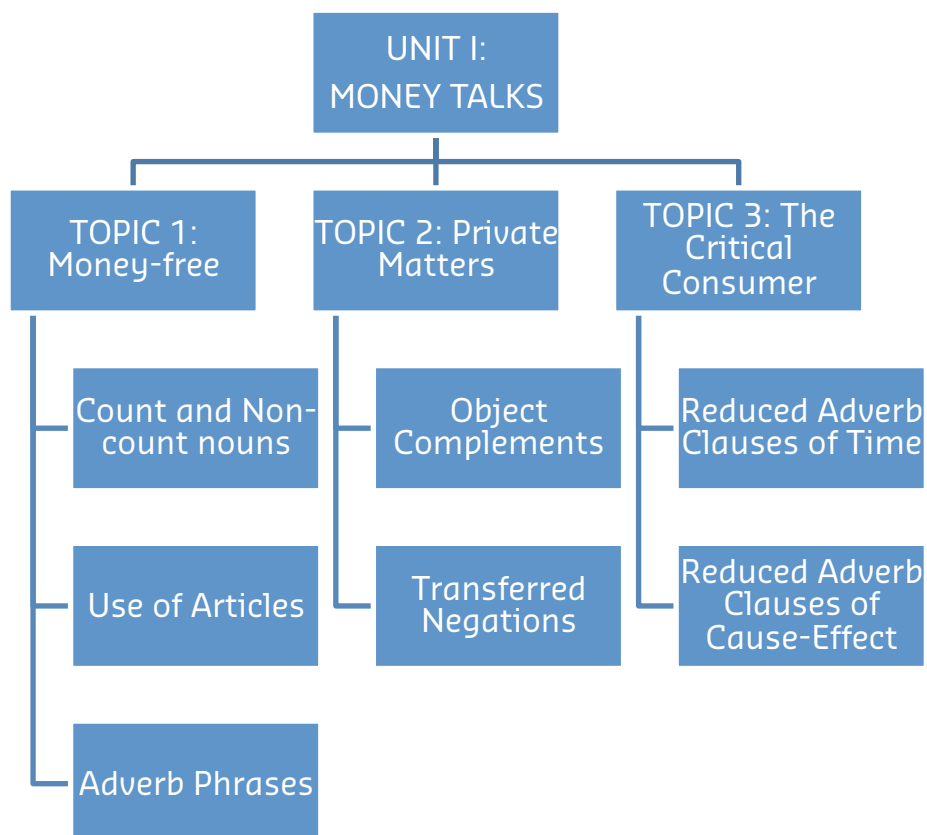 UNIT I:
MONEY TALKS
TOPIC 1:
Money-free
TOPIC 2: Private
Matters
TOPIC 3: The
Critical
Consumer
Count and Non-
count nouns
Object
Complements
Reduced Adverb
Clauses of Time
Use of Articles
Transferred
Negations
Reduced Adverb
Clauses of
Cause-Effect
Adverb Phrases